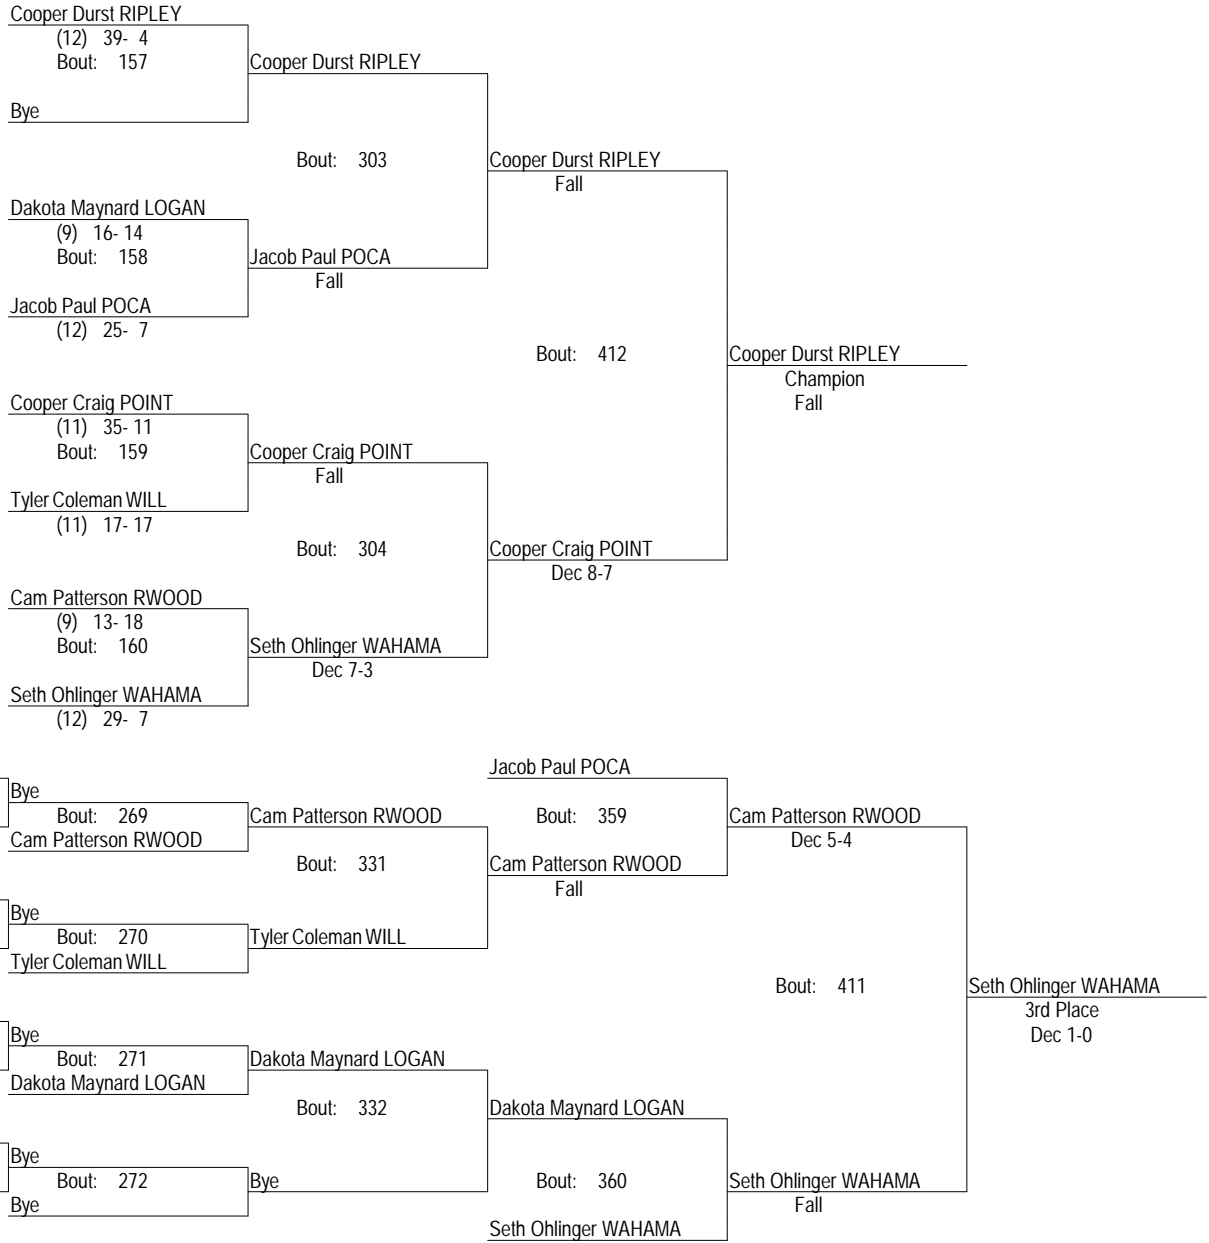 Cooper Durst RIPLEY
(12) 39- 4
Bout: 157
Cooper Durst RIPLEY
Bye
Bout: 303
Cooper Durst RIPLEY
Fall
Dakota Maynard LOGAN
(9) 16- 14
Bout: 158
Jacob Paul POCA
Fall
Jacob Paul POCA
(12) 25- 7
Bout: 412
Cooper Durst RIPLEY
Champion
Fall
Cooper Craig POINT
(11) 35- 11
Bout: 159
Cooper Craig POINT
Fall
Tyler Coleman WILL
(11) 17- 17
Bout: 304
Cooper Craig POINT
Dec 8-7
Cam Patterson RWOOD
(9) 13- 18
Bout: 160
Seth Ohlinger WAHAMA
Dec 7-3
Seth Ohlinger WAHAMA
(12) 29- 7
Jacob Paul POCA
Bye
Bout: 269
Cam Patterson RWOOD
Bout: 359
Cam Patterson RWOOD
Dec 5-4
Cam Patterson RWOOD
Bout: 331
Cam Patterson RWOOD
Fall
Bye
Bout: 270
Tyler Coleman WILL
Tyler Coleman WILL
Bout: 411
Seth Ohlinger WAHAMA
3rd Place
Dec 1-0
Bye
Bout: 271
Dakota Maynard LOGAN
Dakota Maynard LOGAN
Bout: 332
Dakota Maynard LOGAN
Bye
Bout: 272
Bye
Bout: 360
Seth Ohlinger WAHAMA
Fall
Bye
Seth Ohlinger WAHAMA